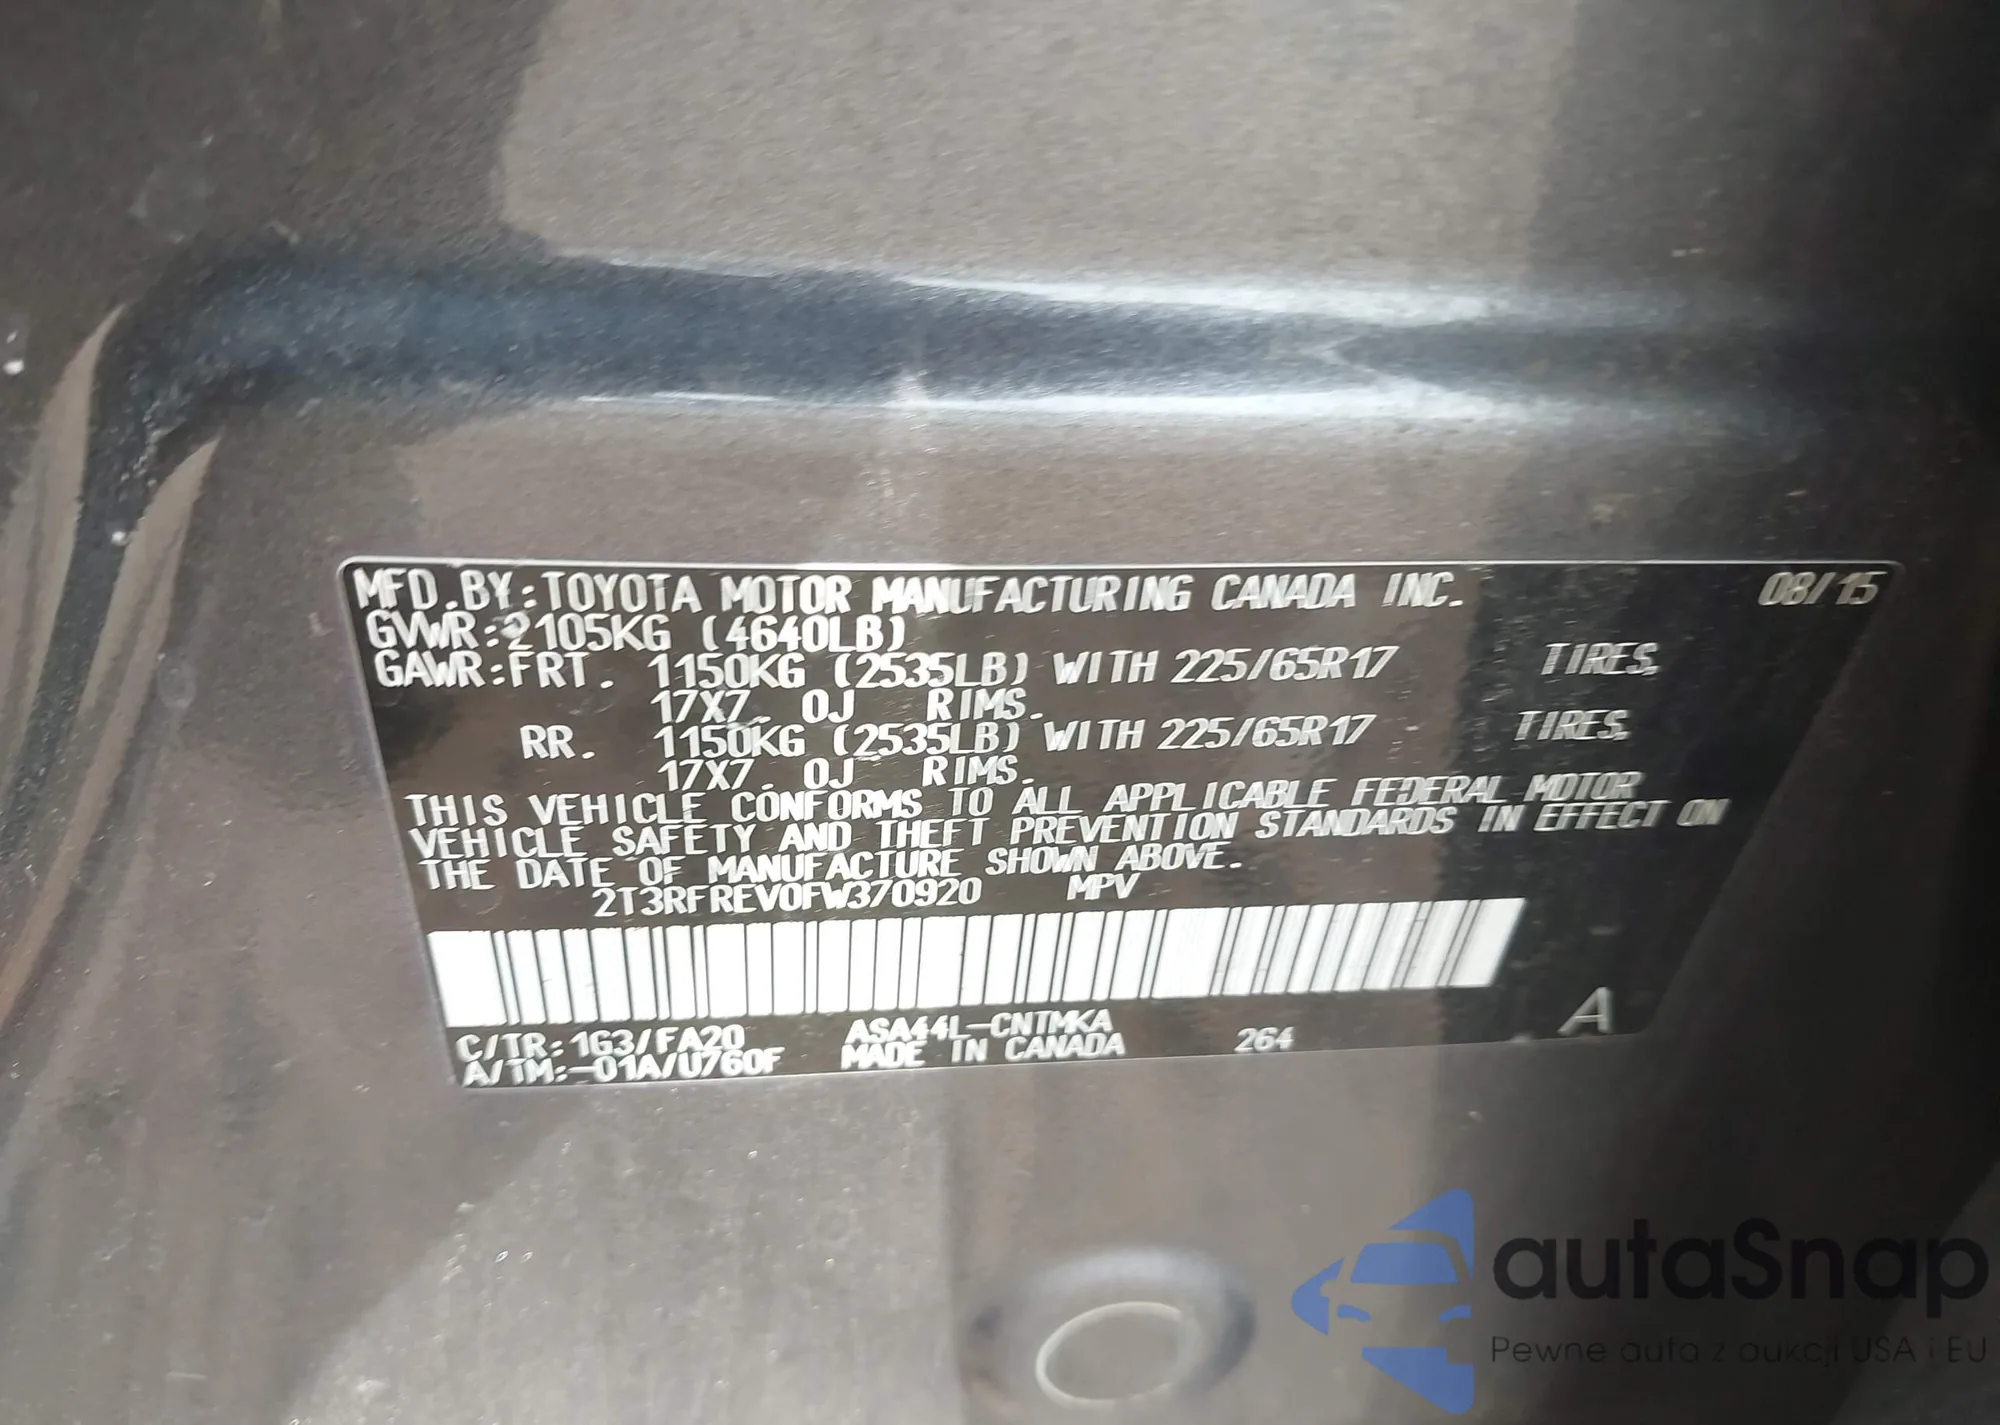 MFD.BY:TOYOTA MOTOR MANUFACTURING CANADA INC. 08/15
GVWR:2105KG (4640LB)
GAWR:FRT. 1150KG (2535LB) WITH 225/65R17 TIRES,
17X7 OJ RIMS.
RR. 1150KG (2535LB) WITH 225/65R17 TIRES,
17X7 OJ RIMS.
THIS VEHICLE CONFORMS TO ALL APPLICABLE FEDERAL MOTOR
VEHICLE SAFETY AND THEFT PREVENTION STANDARDS IN EFFECT ON
THE DATE OF MANUFACTURE SHOWN ABOVE.
2T3RFREV0FW370920 MPV
C/TR:1G3/FA20 ASA44L-CNTMKA 264 A
A/TM:-01A/U760F MADE IN CANADA
autaSnap
Pewne auta z aukcji USA i EU